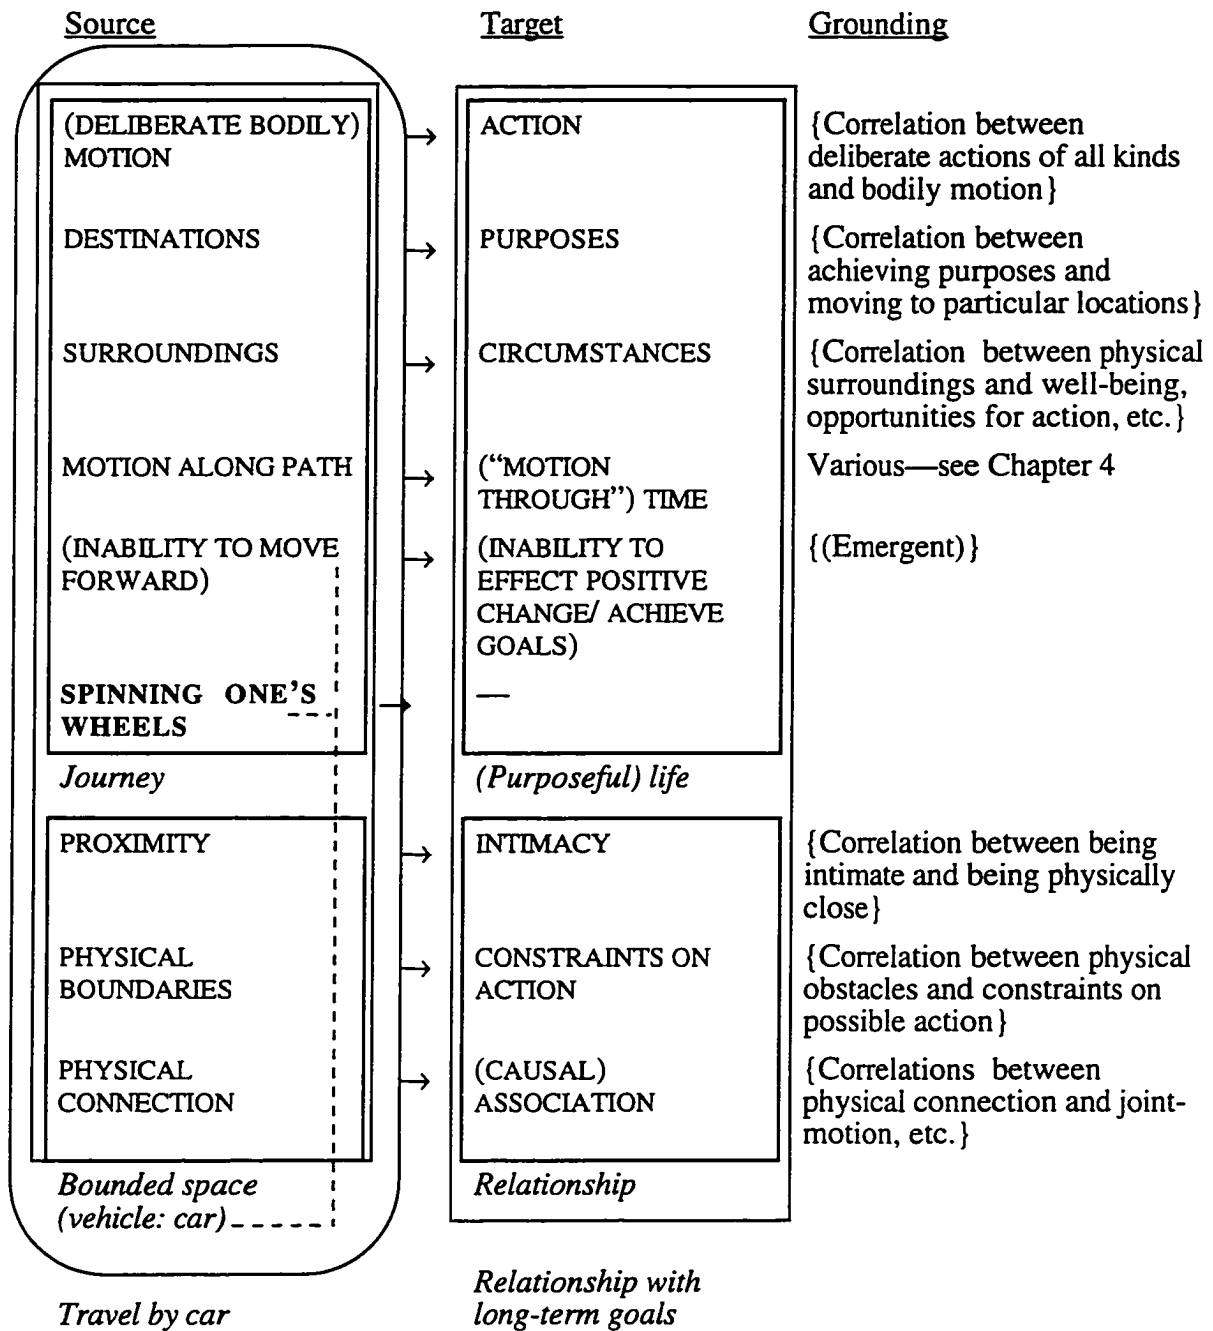 Source Target Grounding
(DELIBERATE BODILY) ACTION {Correlation between
MOTION deliberate actions of all kinds
and bodily motion}
DESTINATIONS PURPOSES {Correlation between
achieving purposes and
moving to particular locations}
SURROUNDINGS CIRCUMSTANCES {Correlation between physical
surroundings and well-being,
opportunities for action, etc.}
MOTION ALONG PATH (“MOTION Various—see Chapter 4
THROUGH”) TIME
(INABILITY TO MOVE (INABILITY TO {(Emergent)}
FORWARD) EFFECT POSITIVE
CHANGE/ ACHIEVE
GOALS)
SPINNING ONE’S —
WHEELS
Journey (Purposeful) life
PROXIMITY INTIMACY {Correlation between being
intimate and being physically
close}
PHYSICAL CONSTRAINTS ON {Correlation between physical
BOUNDARIES ACTION obstacles and constraints on
possible action}
PHYSICAL (CAUSAL) {Correlations between
CONNECTION ASSOCIATION physical connection and joint-
motion, etc.}
Bounded space Relationship
(vehicle: car)
Relationship with
Travel by car long-term goals